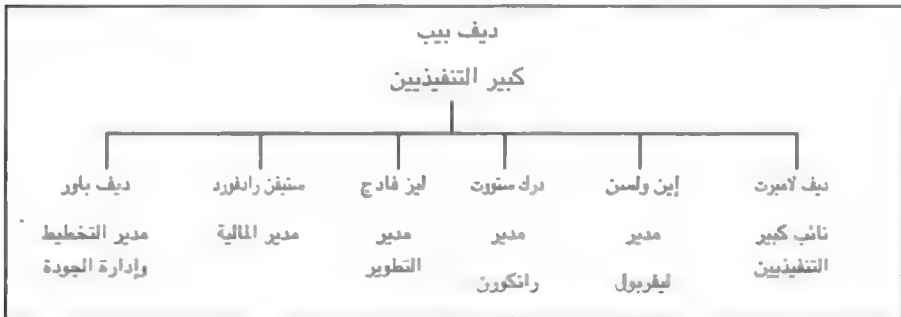 ديف بيب
كبير التنفيذيين
ديف لامبرت
نائب كبير
التنفيذيين
إين ولسن
مدير
ليفربول
درك ستووت
مدير
رانكورن
ليز فادج
مدير
التطوير
ستيفن رادفورد
مدير المالية
ديف باور
مدير التخطيط
وإدارة الجودة